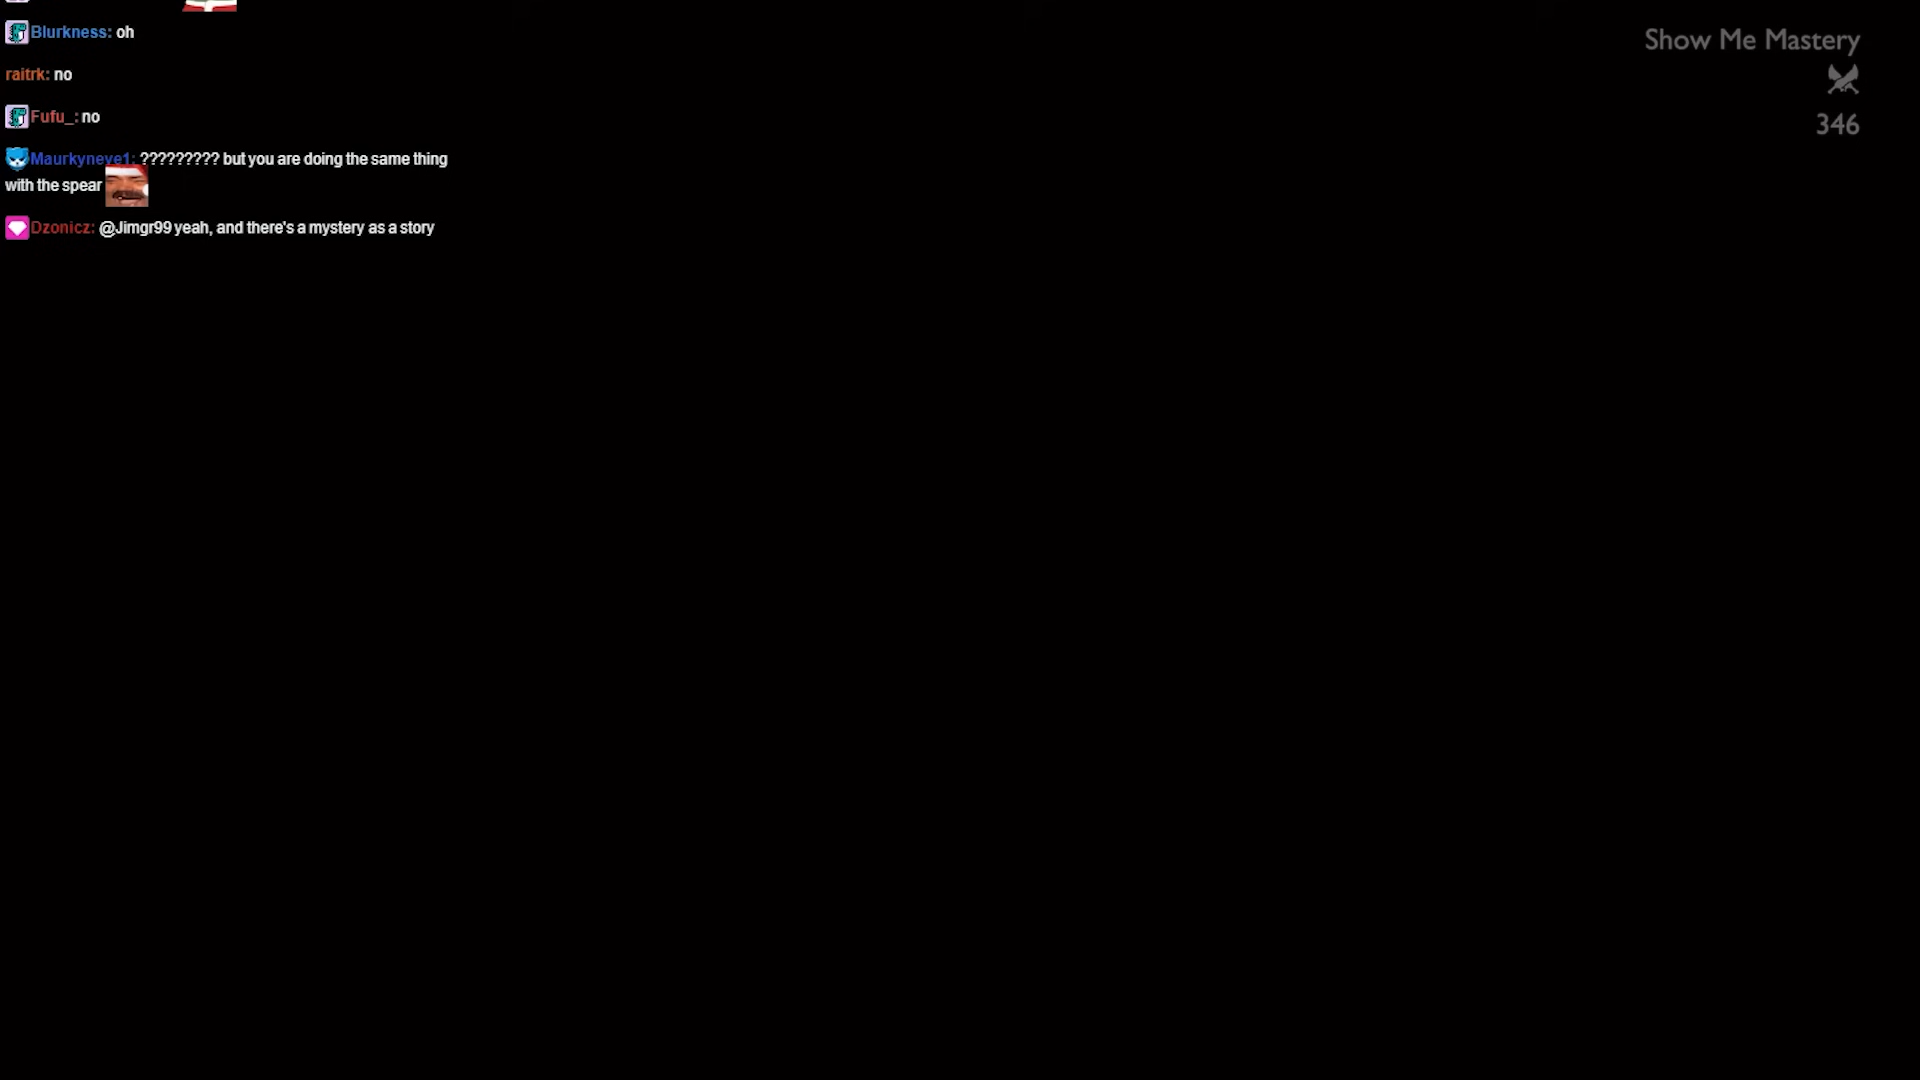 Blurkness: oh
raitrk: no
Fufu_: no
Maurkyneve1: ????????? but you are doing the same thing
with the spear
Dzonicz: @Jimgr99 yeah, and there's a mystery as a story
Show Me Mastery
346